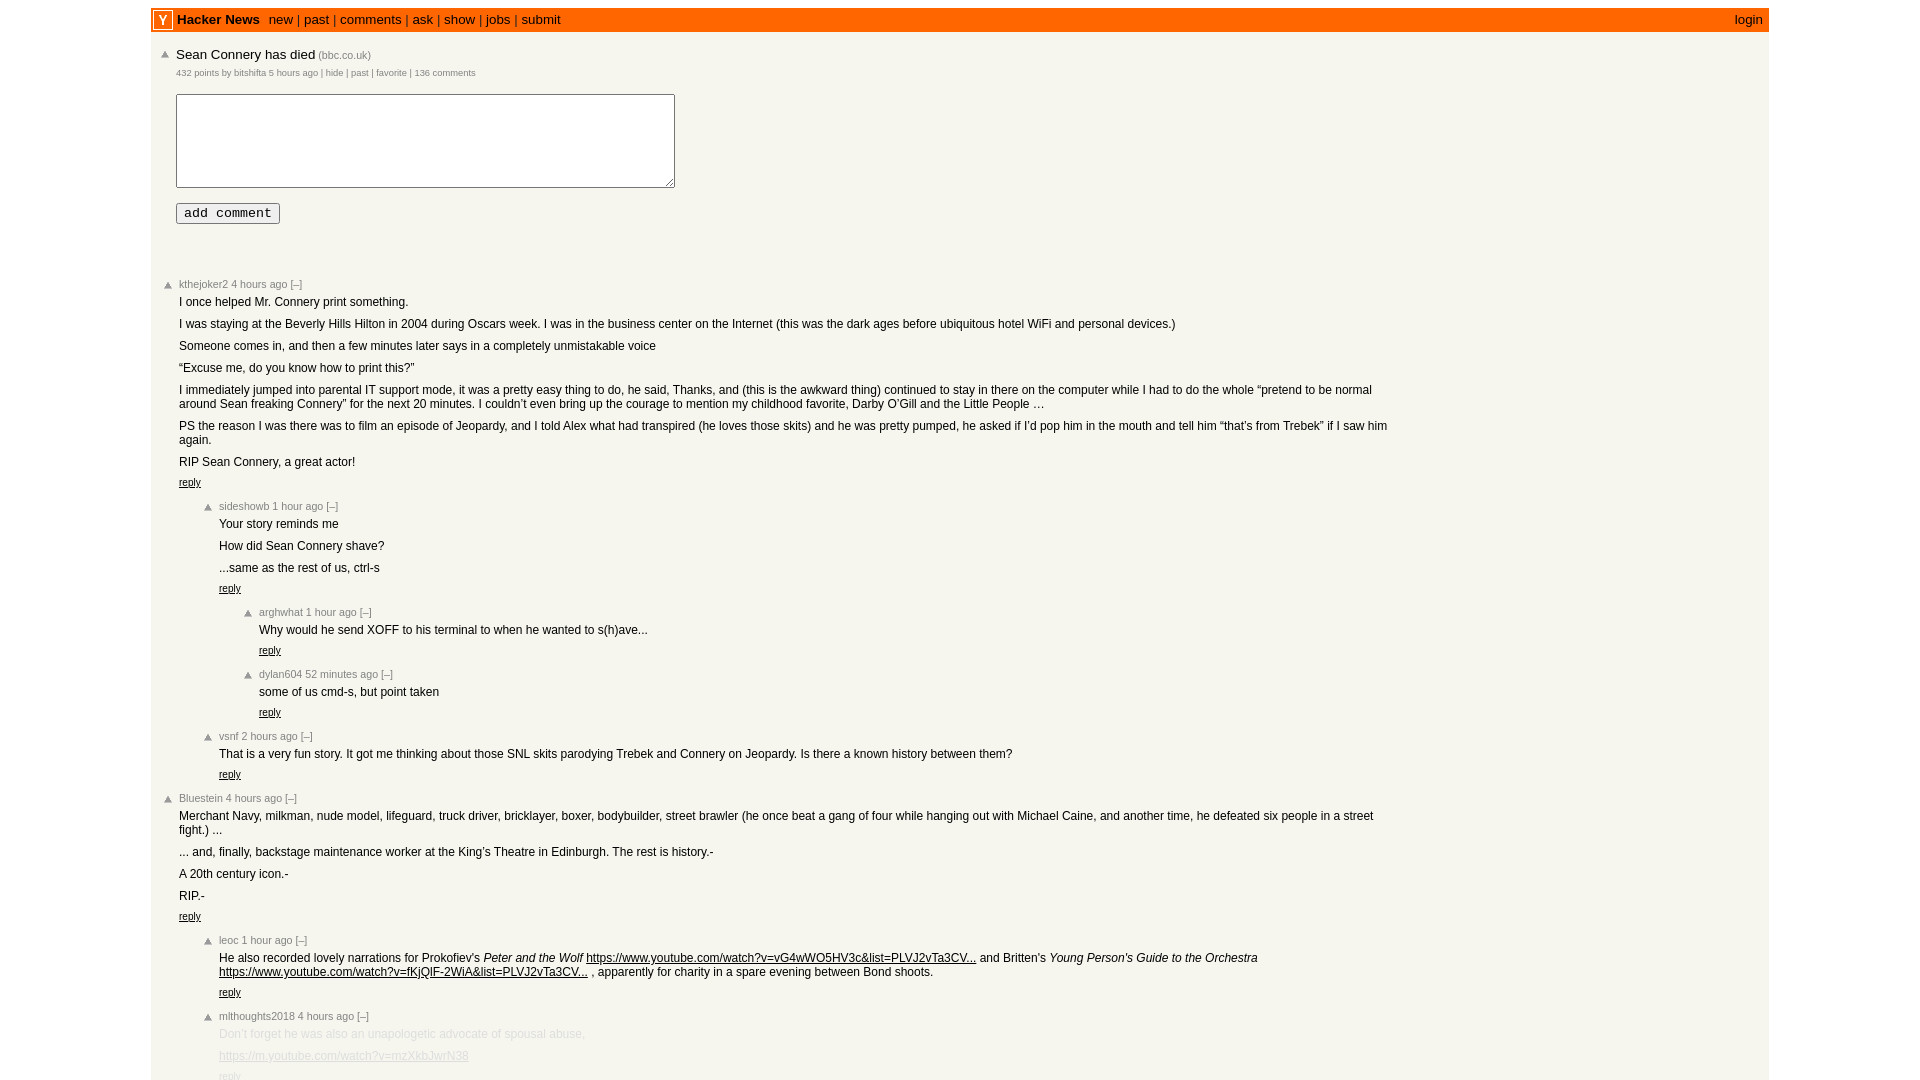 Y Hacker News new | past | comments | ask | show | jobs | submit login
Sean Connery has died (bbc.co.uk)
432 points by bitshifta 5 hours ago | hide | past | favorite | 136 comments
add comment
kthejoker2 4 hours ago [–]
I once helped Mr. Connery print something.
I was staying at the Beverly Hills Hilton in 2004 during Oscars week. I was in the business center on the Internet (this was the dark ages before ubiquitous hotel WiFi and personal devices.)
Someone comes in, and then a few minutes later says in a completely unmistakable voice
“Excuse me, do you know how to print this?”
I immediately jumped into parental IT support mode, it was a pretty easy thing to do, he said, Thanks, and (this is the awkward thing) continued to stay in there on the computer while I had to do the whole “pretend to be normal
around Sean freaking Connery” for the next 20 minutes. I couldn’t even bring up the courage to mention my childhood favorite, Darby O’Gill and the Little People …
PS the reason I was there was to film an episode of Jeopardy, and I told Alex what had transpired (he loves those skits) and he was pretty pumped, he asked if I’d pop him in the mouth and tell him “that’s from Trebek” if I saw him
again.
RIP Sean Connery, a great actor!
reply
sideshowb 1 hour ago [–]
Your story reminds me
How did Sean Connery shave?
...same as the rest of us, ctrl-s
reply
arghwhat 1 hour ago [–]
Why would he send XOFF to his terminal to when he wanted to s(h)ave...
reply
dylan604 52 minutes ago [–]
some of us cmd-s, but point taken
reply
vsnf 2 hours ago [–]
That is a very fun story. It got me thinking about those SNL skits parodying Trebek and Connery on Jeopardy. Is there a known history between them?
reply
Bluestein 4 hours ago [–]
Merchant Navy, milkman, nude model, lifeguard, truck driver, bricklayer, boxer, bodybuilder, street brawler (he once beat a gang of four while hanging out with Michael Caine, and another time, he defeated six people in a street
fight.) ...
... and, finally, backstage maintenance worker at the King’s Theatre in Edinburgh. The rest is history.-
A 20th century icon.-
RIP.-
reply
leoc 1 hour ago [–]
He also recorded lovely narrations for Prokofiev's Peter and the Wolf https://www.youtube.com/watch?v=vG4wWO5HV3c&list=PLVJ2vTa3CV... and Britten's Young Person's Guide to the Orchestra
https://www.youtube.com/watch?v=fKjQlF-2WiA&list=PLVJ2vTa3CV... , apparently for charity in a spare evening between Bond shoots.
reply
mlthoughts2018 4 hours ago [–]
Don’t forget he was also an unapologetic advocate of spousal abuse.
https://m.youtube.com/watch?v=mzXkbJwrN38
reply